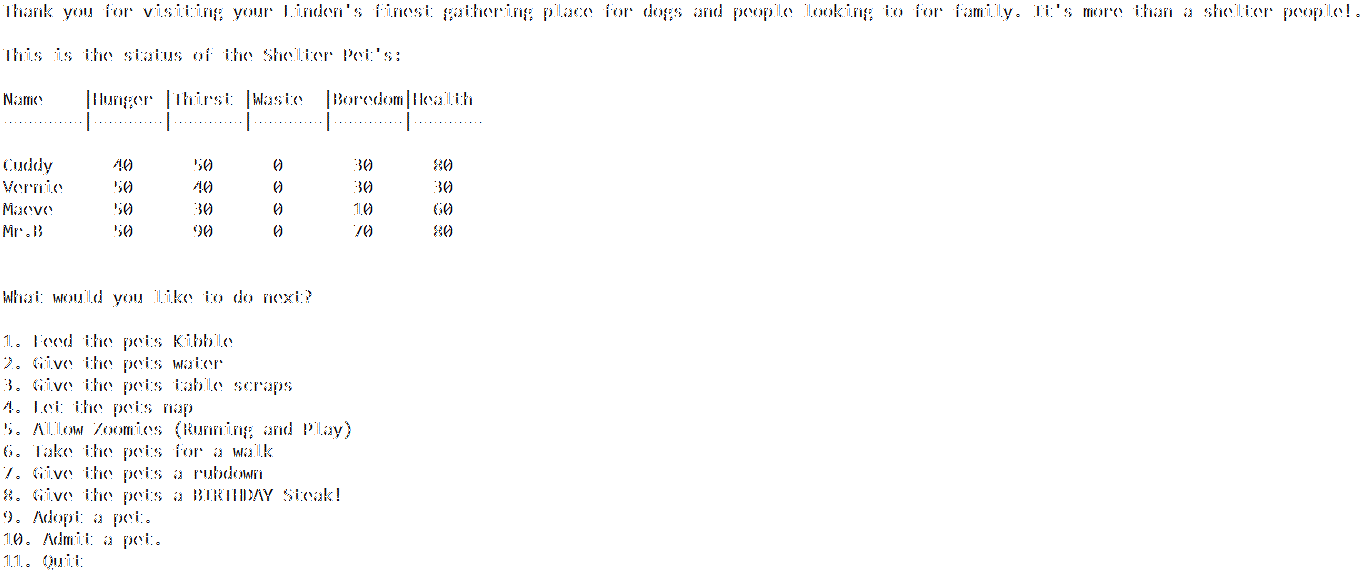 Thank you for visiting your Linden's finest gathering place for dogs and people looking to for family. It's more than a shelter people!.
This is the status of the Shelter Pet's:
Name |Hunger |Thirst |Waste |Boredom|Health
Cuddy 40 50 0 30 80
Vernie 50 40 0 30 30
Maeve 50 30 0 10 60
Mr.B 50 90 0 70 80
What would you like to do next?
1. Feed the pets Kibble
2. Give the pets water
3. Give the pets table scraps
4. Let the pets nap
5. Allow Zoomies (Running and Play)
6. Take the pets for a walk
7. Give the pets a rubdown
8. Give the pets a BIRTHDAY Steak!
9. Adopt a pet.
10. Admit a pet.
11. Quit